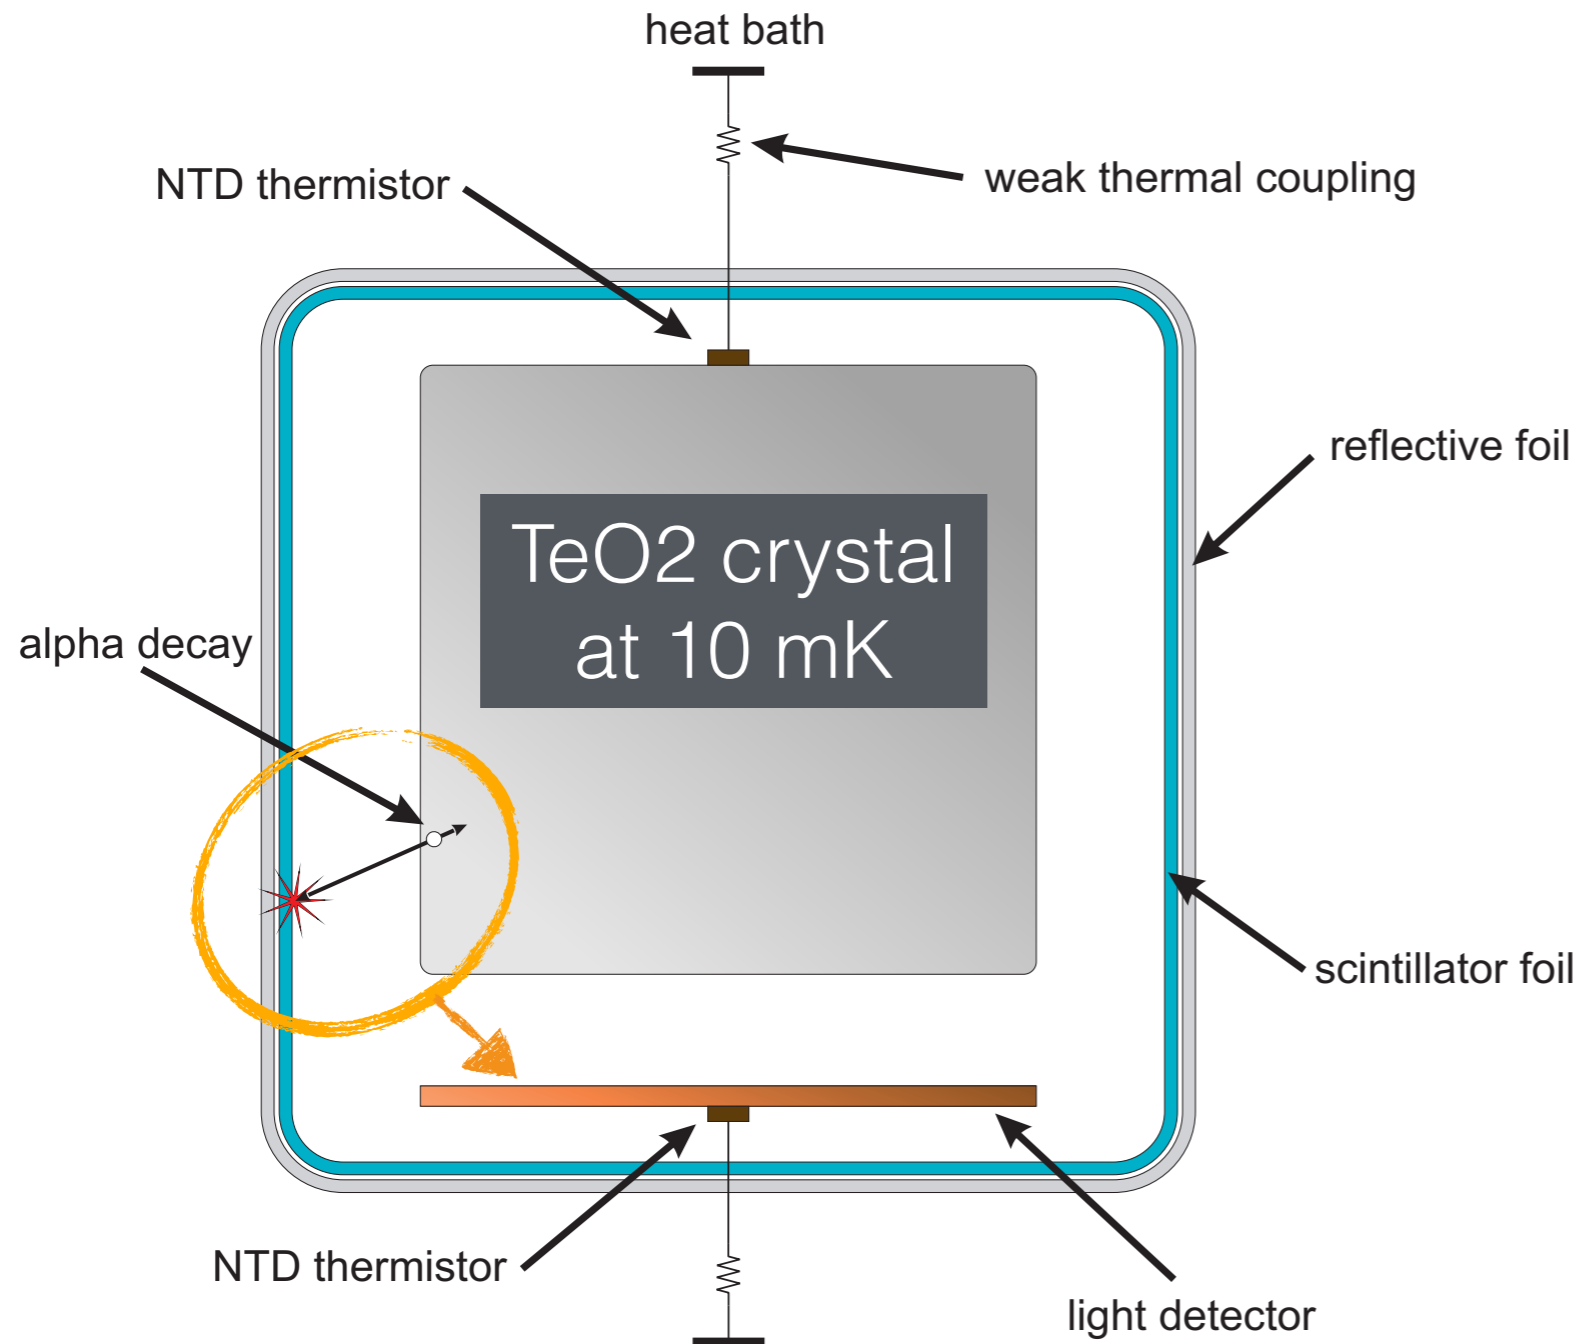 heat bath
weak thermal coupling
NTD thermistor
reflective foil
TeO2 crystal
at 10 mK
alpha decay
scintillator foil
NTD thermistor
light detector